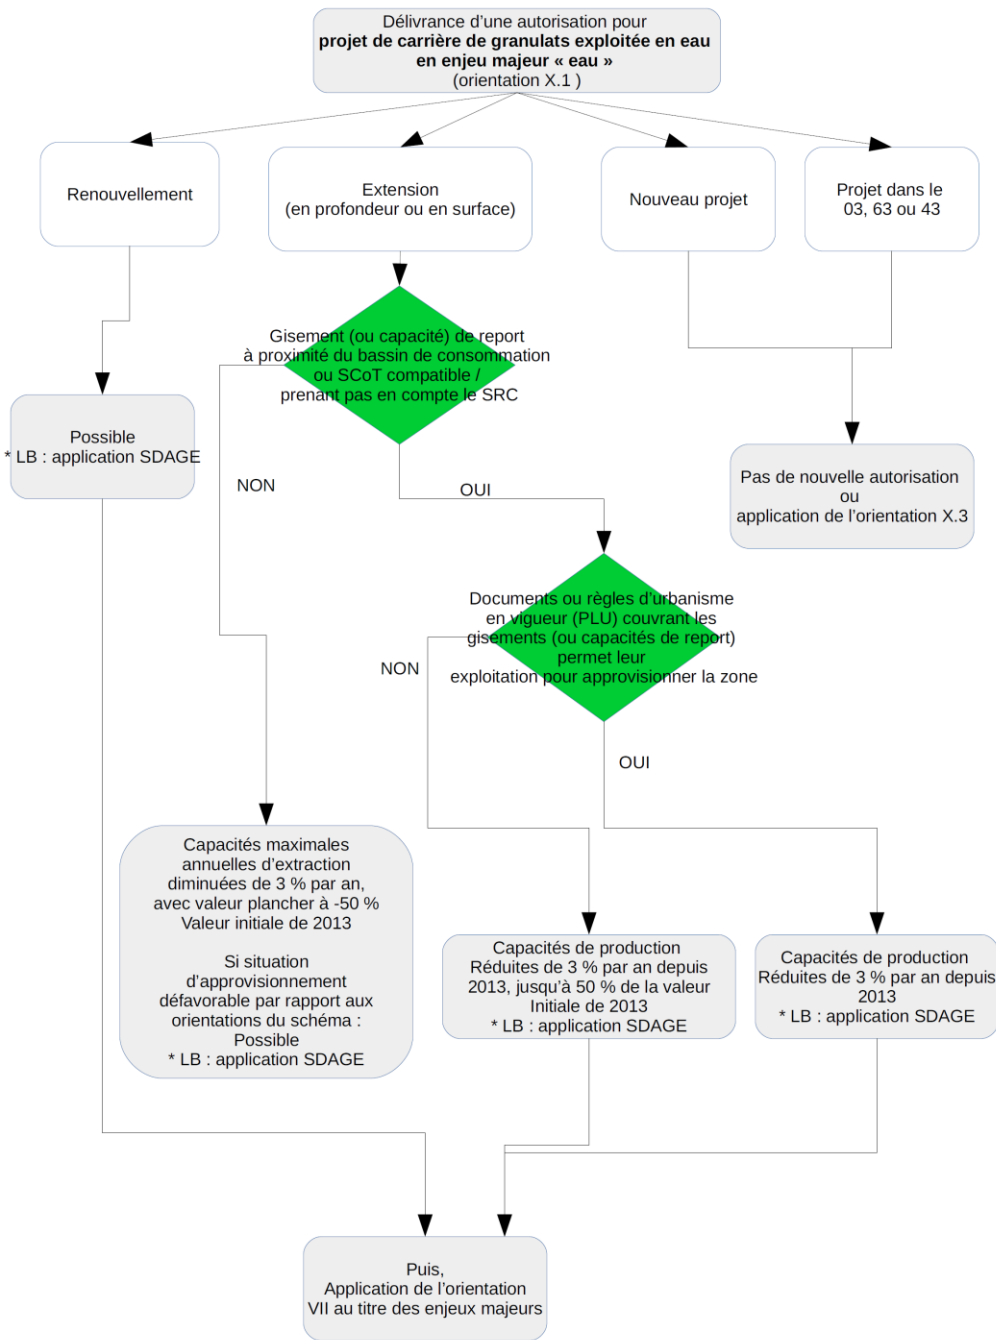 Délivrance d’une autorisation pour
projet de carrière de granulats exploitée en eau
en enjeu majeur « eau »
(orientation X.1 )
Renouvellement
Extension
(en profondeur ou en surface)
Nouveau projet
Projet dans le
03, 63 ou 43
Gisement (ou capacité) de report
à proximité du bassin de consommation
ou SCoT compatible /
prenant pas en compte le SRC
Possible
* LB : application SDAGE
NON
OUI
Pas de nouvelle autorisation
ou
application de l’orientation X.3
Documents ou règles d’urbanisme
en vigueur (PLU) couvrant les
gisements (ou capacités de report)
permet leur
exploitation pour approvisionner la zone
NON
OUI
Capacités maximales
annuelles d’extraction
diminuées de 3 % par an,
avec valeur plancher à -50 %
Valeur initiale de 2013
Si situation
d’approvisionnement
défavorable par rapport aux
orientations du schéma :
Possible
* LB : application SDAGE
Capacités de production
Réduites de 3 % par an depuis
2013, jusqu’à 50 % de la valeur
Initiale de 2013
* LB : application SDAGE
Capacités de production
Réduites de 3 % par an depuis
2013
* LB : application SDAGE
Puis,
Application de l’orientation
VII au titre des enjeux majeurs